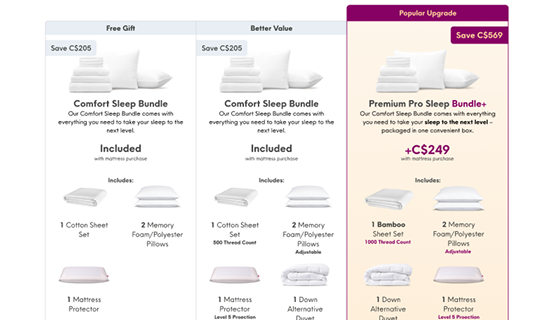 Popular Upgrade
Free Gift
Better Value
Save C$205
Save C$205
Save C$569
Comfort Sleep Bundle
Our Comfort Sleep Bundle comes with
everything you need to take your sleep to the
next level.
Included
with mattress purchase
Includes:
1 Cotton Sheet
Set
2 Memory
Foam/Polyester
Pillows
1 Mattress
Protector
Comfort Sleep Bundle
Our Comfort Sleep Bundle comes with
everything you need to take your sleep to the
next level.
Included
with mattress purchase
Includes:
1 Cotton Sheet
Set
500 Thread Count
2 Memory
Foam/Polyester
Pillows
Adjustable
1 Mattress
Protector
Level 5 Proection
1 Down
Alternative
Duvet
Premium Pro Sleep Bundle+
Our Comfort Sleep Bundle comes with everything
you need to take your sleep to the next level –
packaged in one convenient box.
+C$249
with mattress purchase
Includes:
1 Bamboo
Sheet Set
1000 Thread Count
2 Memory
Foam/Polyester
Pillows
Adjustable
1 Down
Alternative
Duvet
1 Mattress
Protector
Level 5 Proection